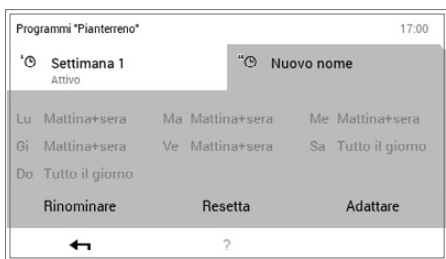 Programmi "Pianterreno" 17:00
Settimana 1 Nuovo nome
Attivo
Lu Mattina+sera Ma Mattina+sera Me Mattina+sera
Gi Mattina+sera Ve Mattina+sera Sa Tutto il giorno
Do Tutto il giorno
Rinominare Resetta Adattare
?